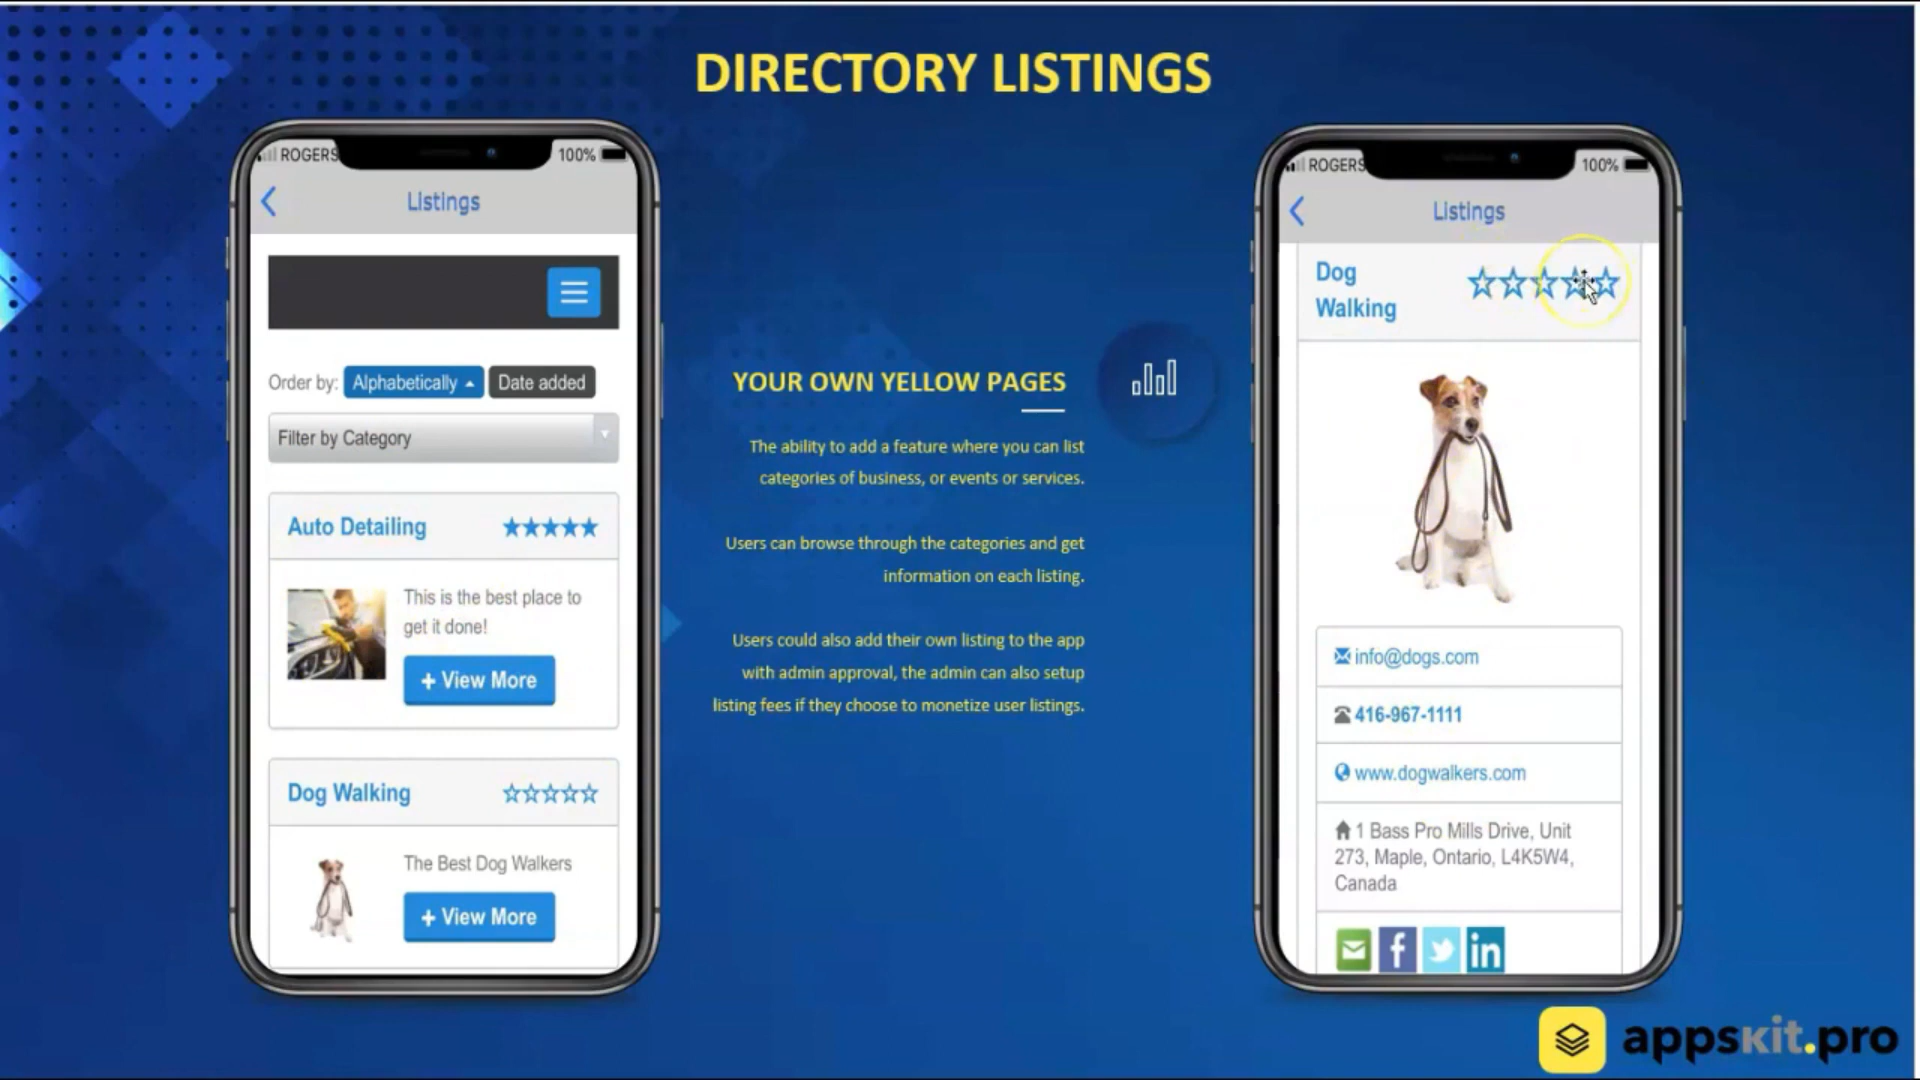 DIRECTORY LISTINGS
ROGERS 100%
Listings
Order by: Alphabetically Date added
Filter by Category
Auto Detailing
This is the best place to
get it done!
+ View More
Dog Walking
The Best Dog Walkers
+ View More
YOUR OWN YELLOW PAGES
The ability to add a feature where you can list
categories of business, or events or services.
Users can browse through the categories and get
information on each listing.
Users could also add their own listing to the app
with admin approval, the admin can also setup
listing fees if they choose to monetize user listings.
ROGERS 100%
Listings
Dog
Walking
info@dogs.com
416-967-1111
www.dogwalkers.com
1 Bass Pro Mills Drive, Unit
273, Maple, Ontario, L4K5W4,
Canada
f in
appskit.pro